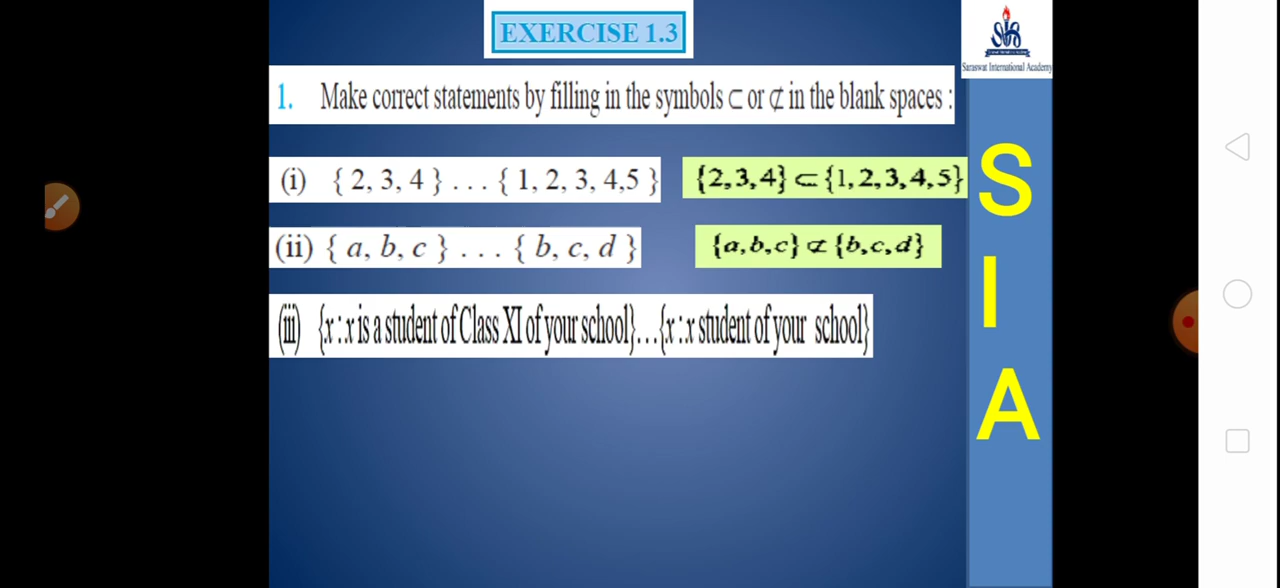 EXERCISE 1.3
SIS
Saraswat International Academy
1. Make correct statements by filling in the symbols ⊂ or ⊄ in the blank spaces :
(i) { 2, 3, 4 } . . . { 1, 2, 3, 4,5 } {2,3,4} ⊂ {1,2,3,4,5}
(ii) { a, b, c } . . . { b, c, d } {a,b,c} ⊄ {b,c,d}
(iii) {x : x is a student of Class XI of your school} . . . {x : x student of your school}
S
I
A